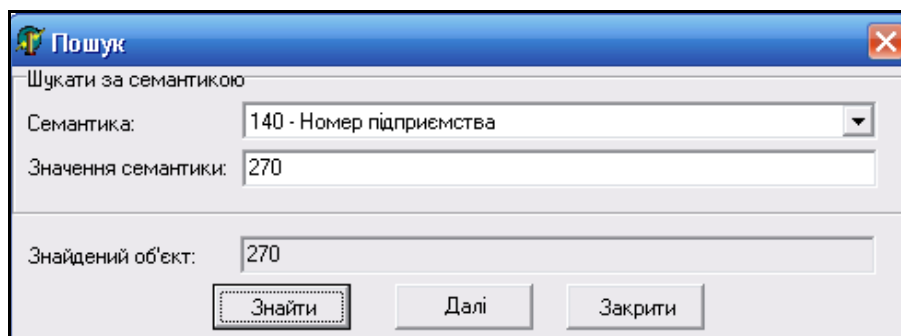 Пошук
Шукати за семантикою
Семантика: 140 - Номер підприємства
Значення семантики: 270
Знайдений об'єкт: 270
Знайти Далі Закрити